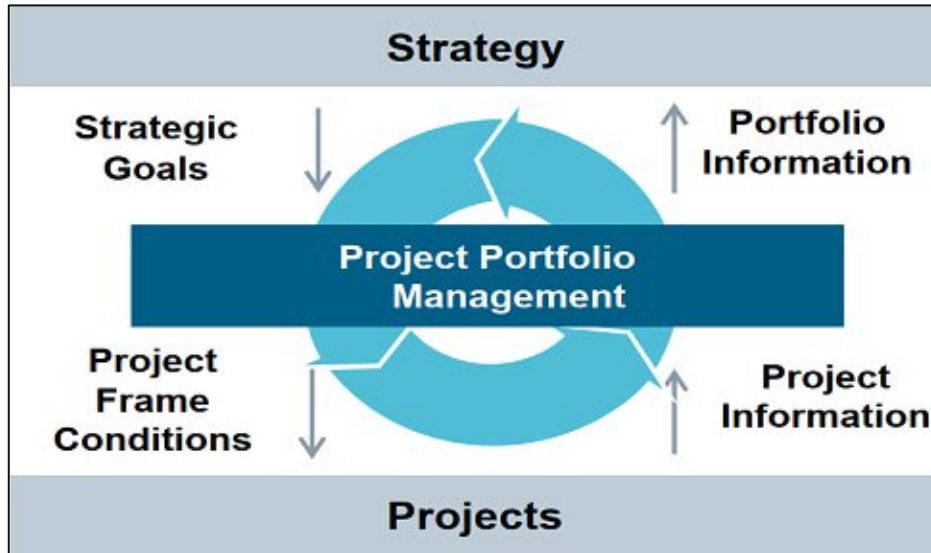 Strategy
Strategic
Goals
Portfolio
Information
Project Portfolio
Management
Project
Frame
Conditions
Project
Information
Projects